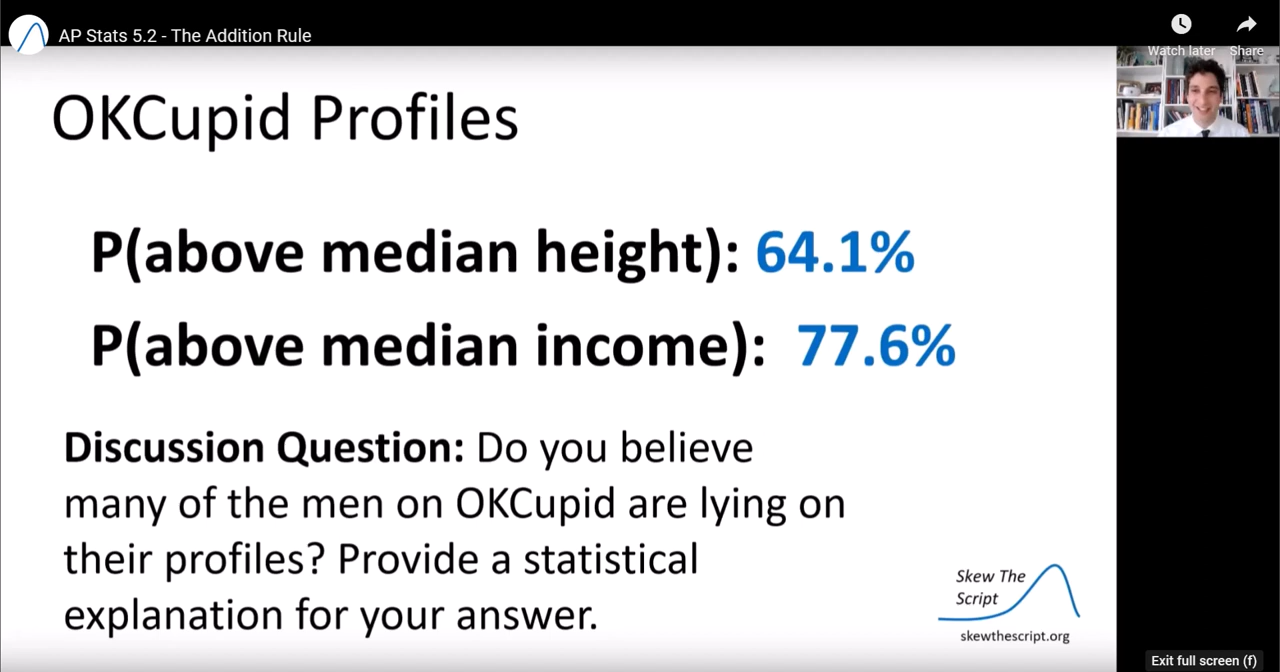 AP Stats 5.2 - The Addition Rule
Watch later
Share
OKCupid Profiles
P(above median height): 64.1%
P(above median income): 77.6%
Discussion Question: Do you believe
many of the men on OKCupid are lying on
their profiles? Provide a statistical
explanation for your answer.
Skew The
Script
skewthescript.org
Exit full screen (f)